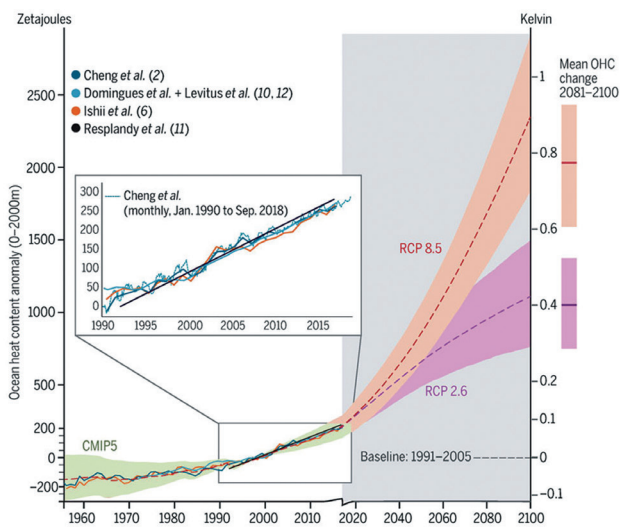 Zetajoules
Kelvin
Cheng et al. (2)
Domingues et al. + Levitus et al. (10, 12)
Ishii et al. (6)
Resplandy et al. (11)
Mean OHC
change
2081–2100
Ocean heat content anomaly (0–2000m)
2500
2000
1500
1000
500
200
0
−200
1
0.8
0.6
0.4
0.2
0.1
0
−0.1
Cheng et al.
(monthly, Jan. 1990 to Sep. 2018)
300
250
200
150
100
50
0
1990
1995
2000
2005
2010
2015
RCP 8.5
RCP 2.6
CMIP5
Baseline: 1991–2005
1960 1970 1980 1990 2000 2010 2020 2040 2060 2080 2100